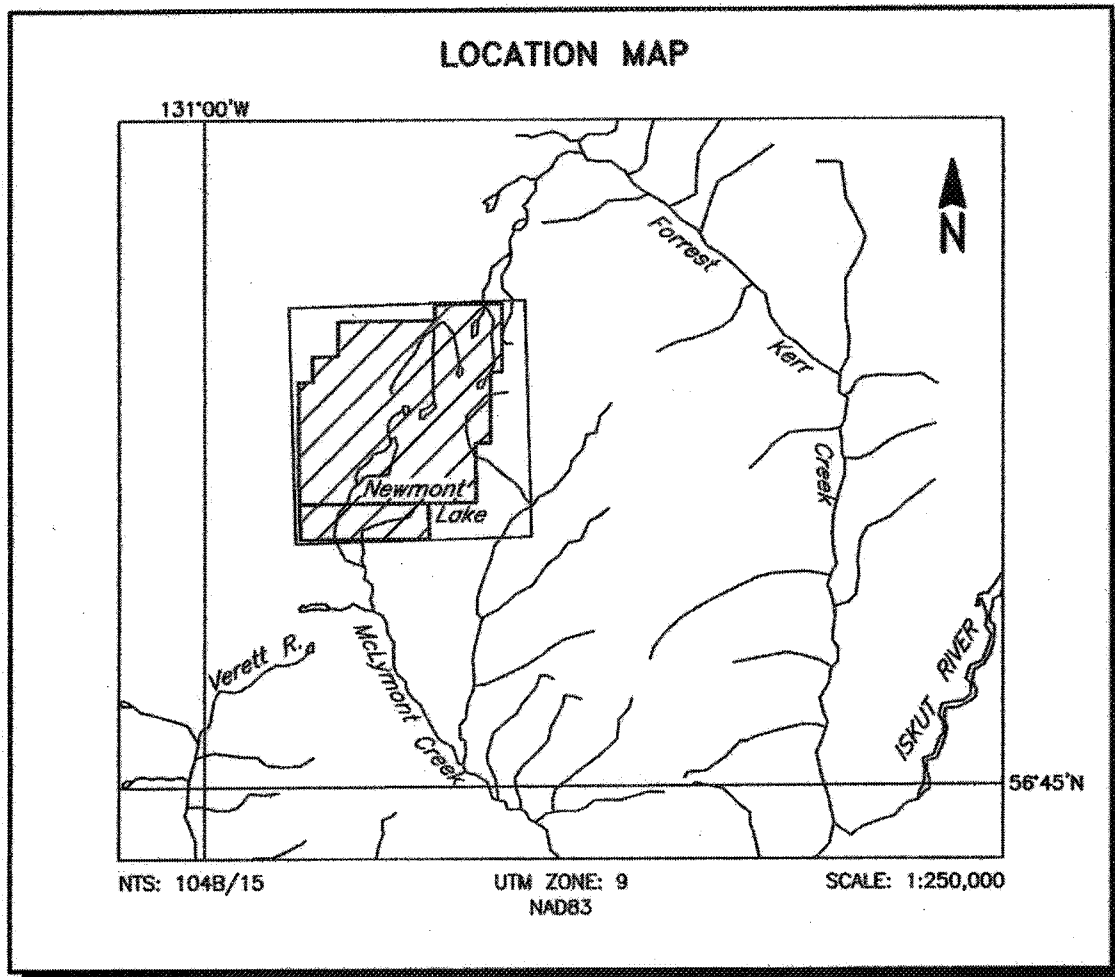 LOCATION MAP
131°00'W
N
Forrest
Kerr
Creek
Newmont
Lake
Verett R.
McLymont Creek
ISKUT RIVER
56°45'N
NTS: 104B/15
UTM ZONE: 9
NAD83
SCALE: 1:250,000